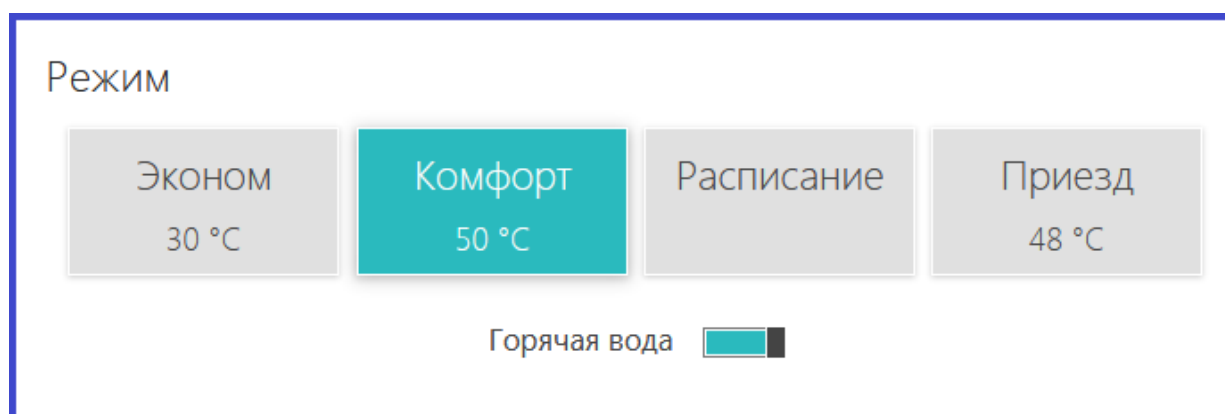 Режим
Эконом Комфорт Расписание Приезд
30 °C 50 °C 48 °C
Горячая вода